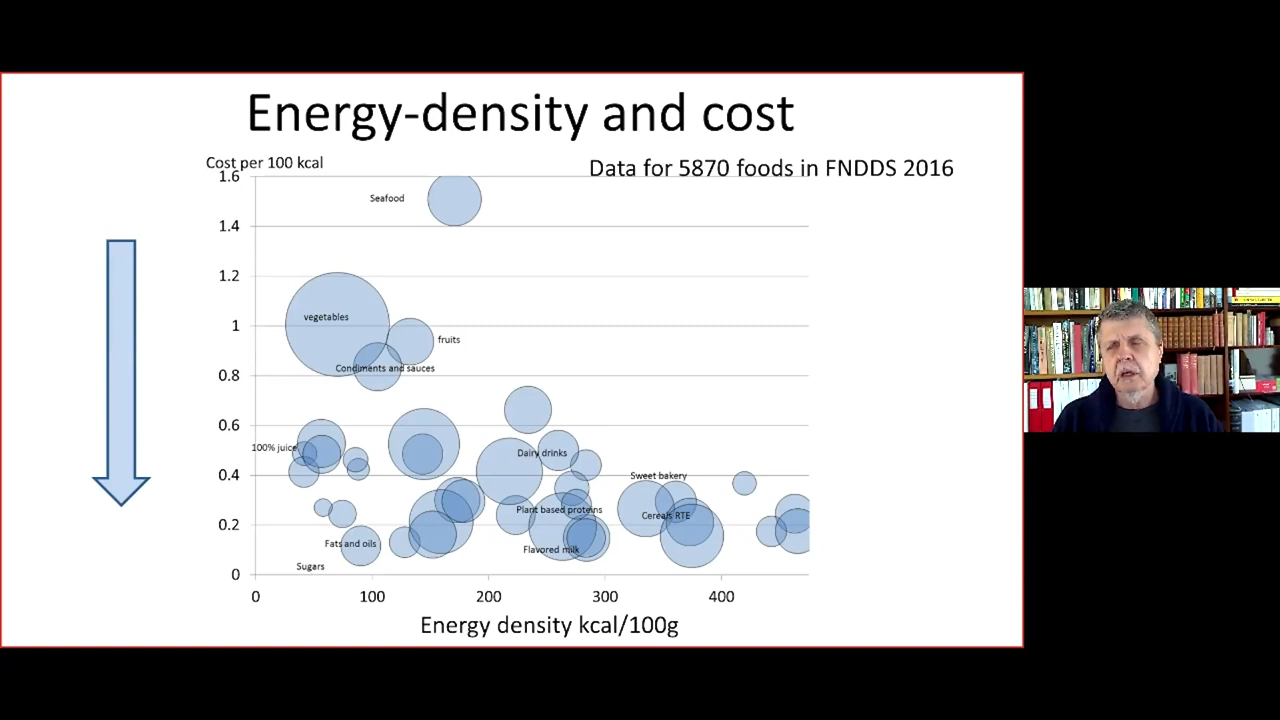 Energy-density and cost
Cost per 100 kcal
Data for 5870 foods in FNDDS 2016
1.6
Seafood
1.4
1.2
vegetables
1
fruits
Condiments and sauces
0.8
0.6
100% juice
Dairy drinks
0.4
Sweet bakery
Plant based proteins
Cereals RTE
0.2
Flavored milk
Fats and oils
Sugars
0
0 100 200 300 400
Energy density kcal/100g